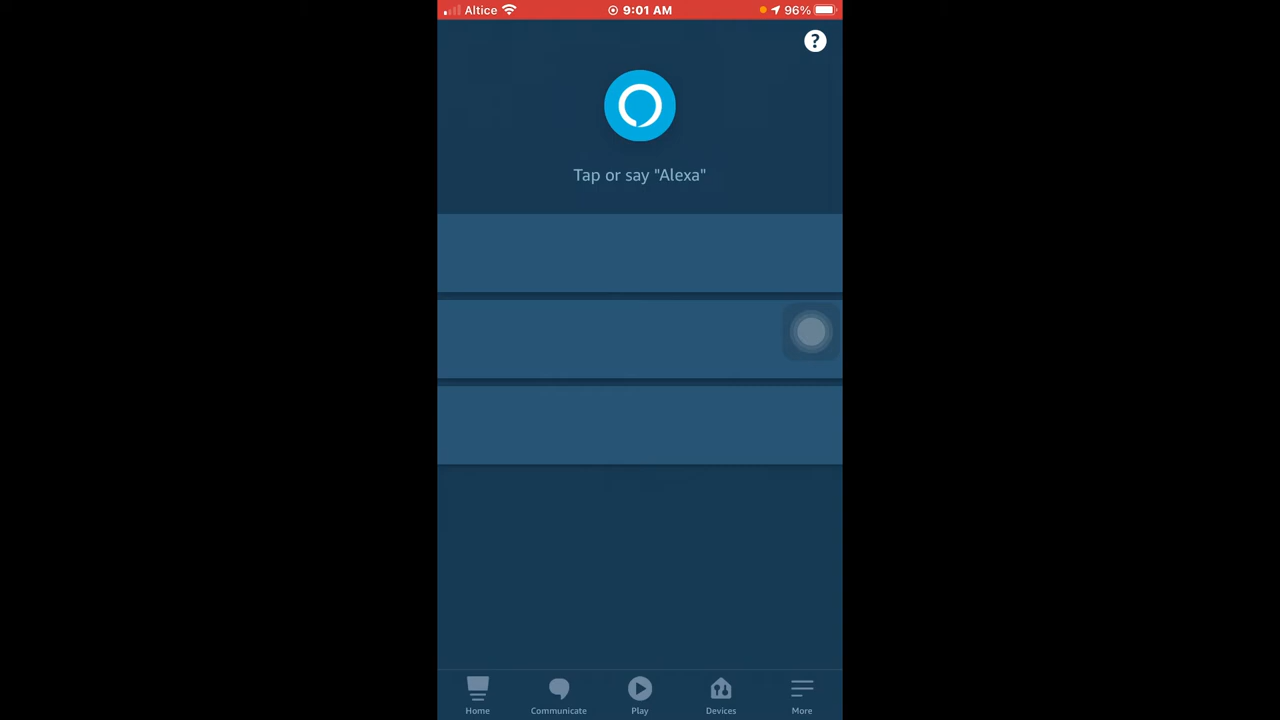 Altice 9:01 AM 96%
?
Tap or say "Alexa"
Home Communicate Play Devices More